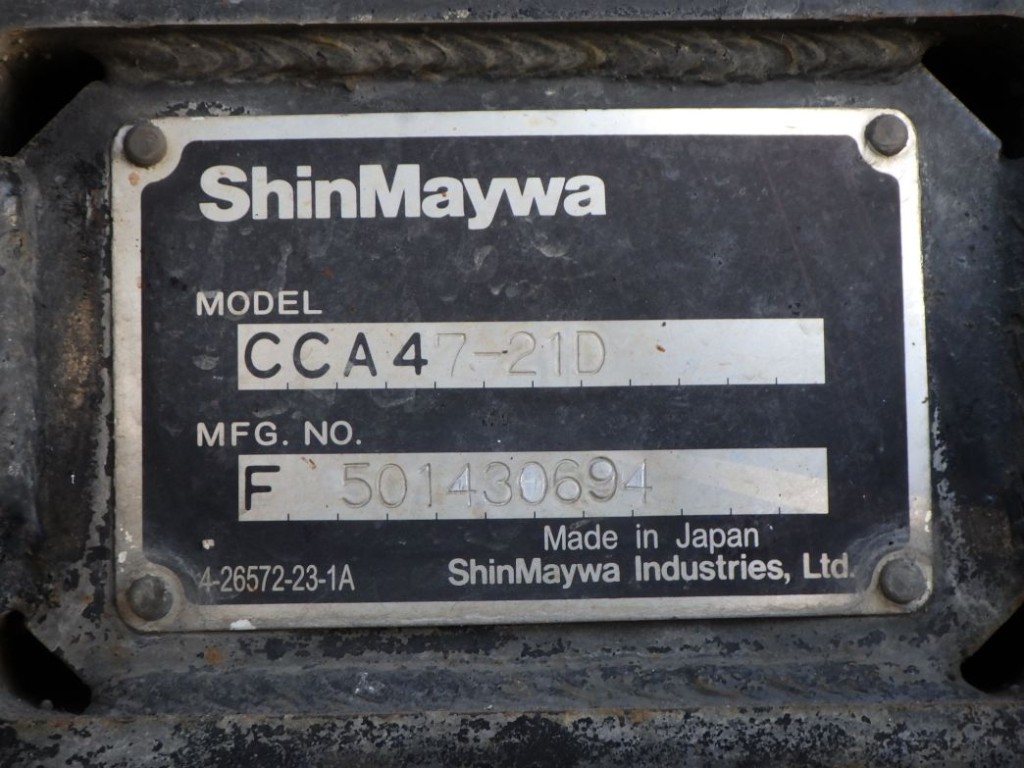 ShinMaywa
MODEL
CCA47-21D
MFG. NO.
F 501430694
Made in Japan
4-26572-23-1A ShinMaywa Industries, Ltd.